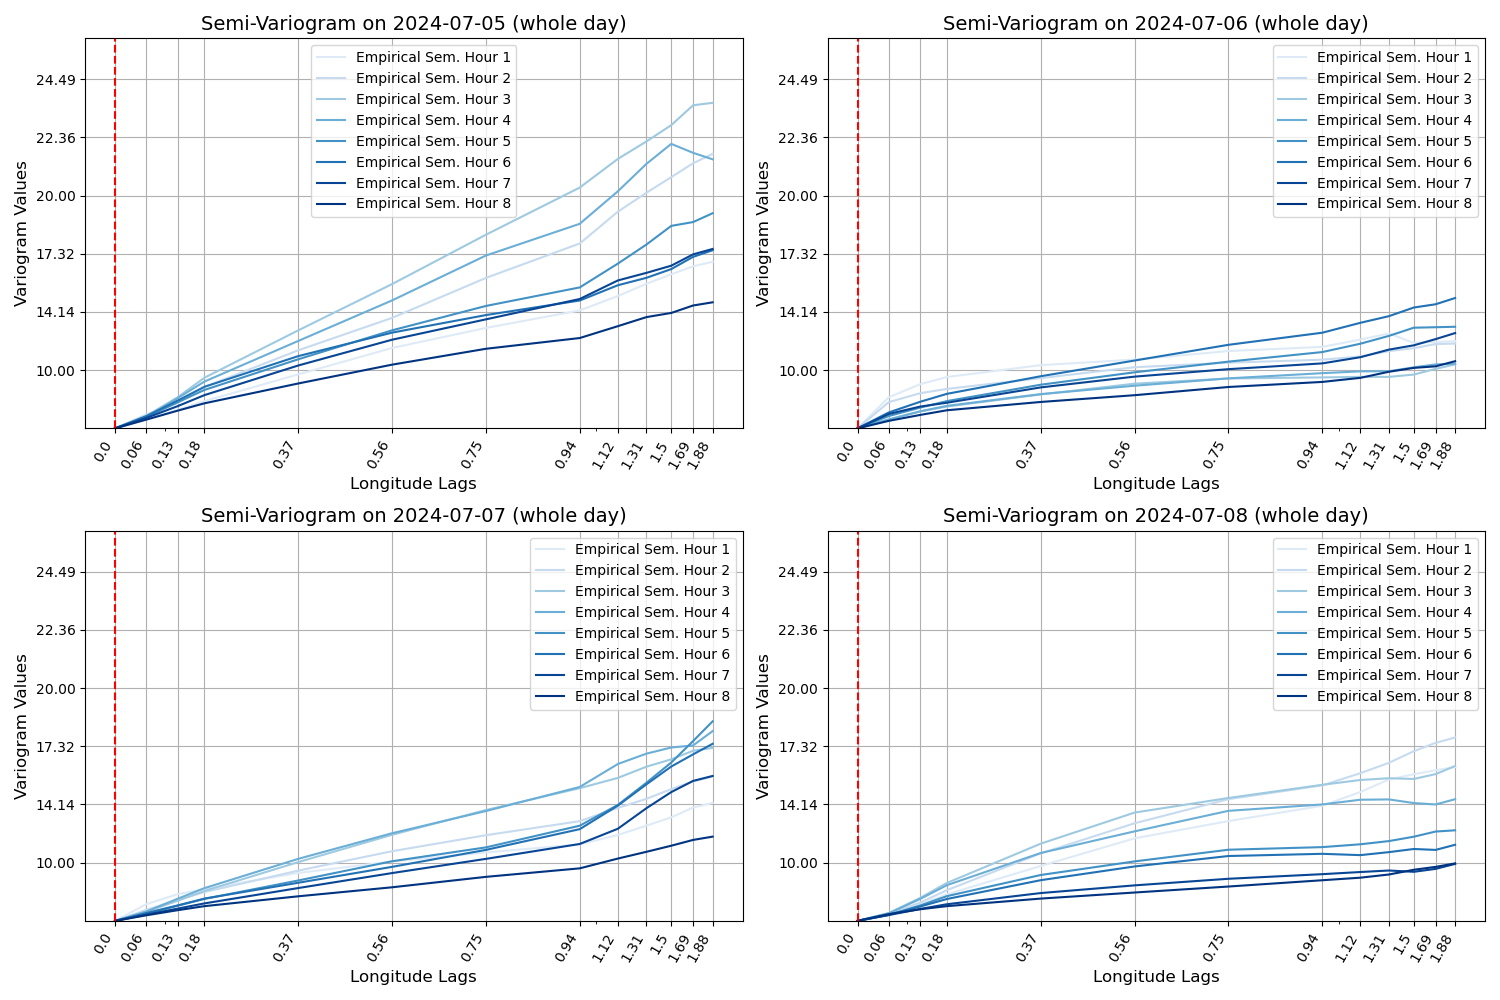 Semi-Variogram on 2024-07-05 (whole day)
Variogram Values
24.49
22.36
20.00
17.32
14.14
10.00
Empirical Sem. Hour 1
Empirical Sem. Hour 2
Empirical Sem. Hour 3
Empirical Sem. Hour 4
Empirical Sem. Hour 5
Empirical Sem. Hour 6
Empirical Sem. Hour 7
Empirical Sem. Hour 8
0.0 0.06 0.13 0.18 0.37 0.56 0.75 0.94 1.12 1.31 1.5 1.69 1.88
Longitude Lags
Semi-Variogram on 2024-07-06 (whole day)
Variogram Values
24.49
22.36
20.00
17.32
14.14
10.00
Empirical Sem. Hour 1
Empirical Sem. Hour 2
Empirical Sem. Hour 3
Empirical Sem. Hour 4
Empirical Sem. Hour 5
Empirical Sem. Hour 6
Empirical Sem. Hour 7
Empirical Sem. Hour 8
0.0 0.06 0.13 0.18 0.37 0.56 0.75 0.94 1.12 1.31 1.5 1.69 1.88
Longitude Lags
Semi-Variogram on 2024-07-07 (whole day)
Variogram Values
24.49
22.36
20.00
17.32
14.14
10.00
Empirical Sem. Hour 1
Empirical Sem. Hour 2
Empirical Sem. Hour 3
Empirical Sem. Hour 4
Empirical Sem. Hour 5
Empirical Sem. Hour 6
Empirical Sem. Hour 7
Empirical Sem. Hour 8
0.0 0.06 0.13 0.18 0.37 0.56 0.75 0.94 1.12 1.31 1.5 1.69 1.88
Longitude Lags
Semi-Variogram on 2024-07-08 (whole day)
Variogram Values
24.49
22.36
20.00
17.32
14.14
10.00
Empirical Sem. Hour 1
Empirical Sem. Hour 2
Empirical Sem. Hour 3
Empirical Sem. Hour 4
Empirical Sem. Hour 5
Empirical Sem. Hour 6
Empirical Sem. Hour 7
Empirical Sem. Hour 8
0.0 0.06 0.13 0.18 0.37 0.56 0.75 0.94 1.12 1.31 1.5 1.69 1.88
Longitude Lags